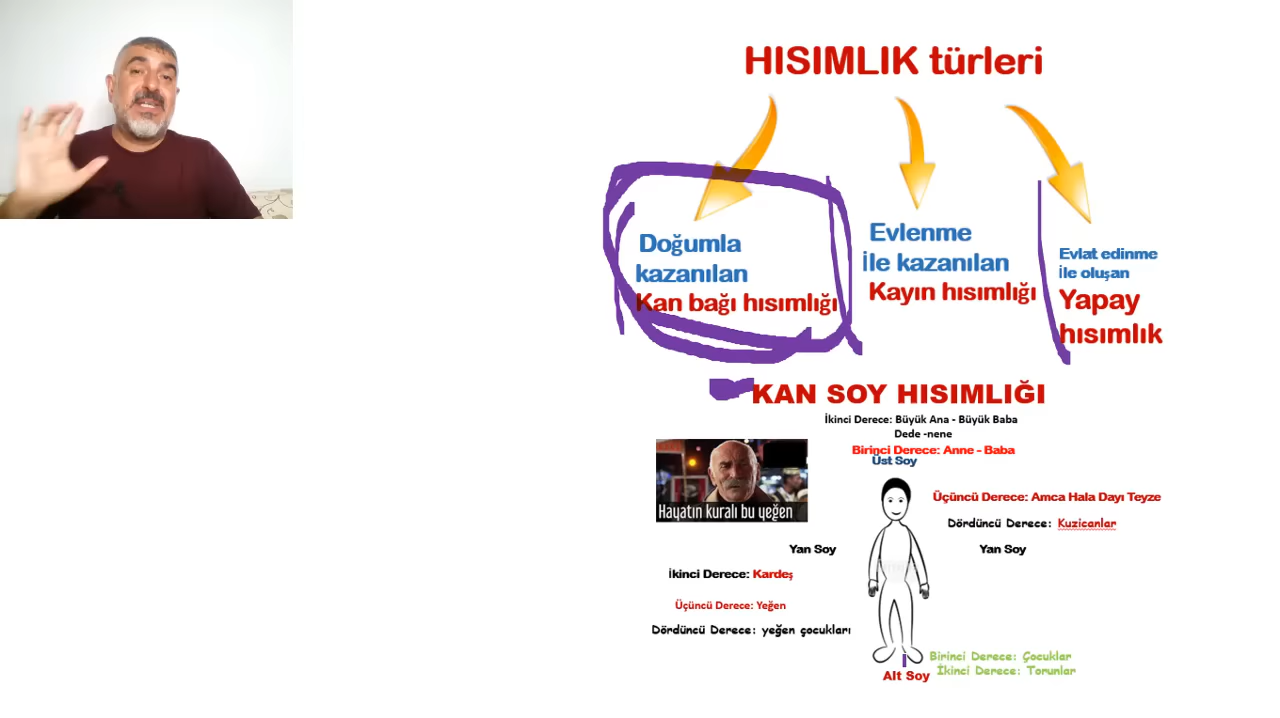 HISIMLIK türleri
Doğumla
kazanılan
Kan bağı hısımlığı
Evlenme
İle kazanılan
Kayın hısımlığı
Evlat edinme
İle oluşan
Yapay
hısımlık
KAN SOY HISIMLIĞI
İkinci Derece: Büyük Ana - Büyük Baba
Dede -nene
Birinci Derece: Anne - Baba
Üst Soy
Hayatın kuralı bu yeğen
Üçüncü Derece: Amca Hala Dayı Teyze
Dördüncü Derece: Kuzicanlar
Yan Soy
Yan Soy
İkinci Derece: Kardeş
Üçüncü Derece: Yeğen
Dördüncü Derece: yeğen çocukları
Birinci Derece: Çocuklar
İkinci Derece: Torunlar
Alt Soy